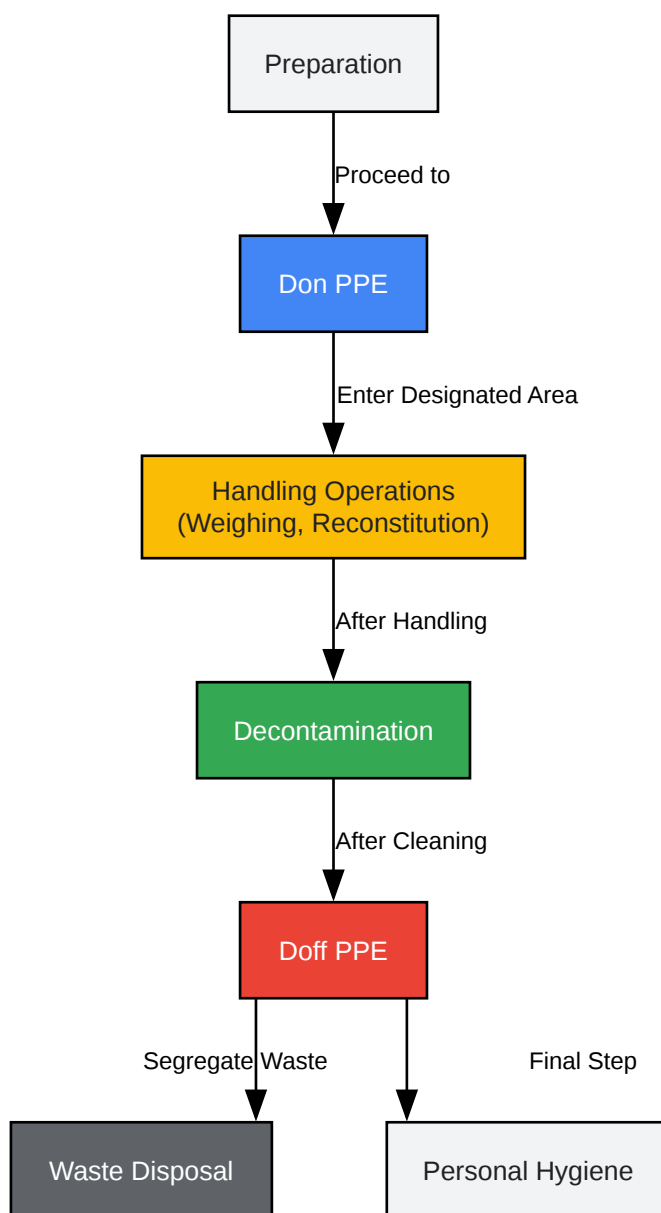 Preparation
Proceed to
Don PPE
Enter Designated Area
Handling Operations
(Weighing, Reconstitution)
After Handling
Decontamination
After Cleaning
Doff PPE
Segregate Waste
Final Step
Waste Disposal
Personal Hygiene